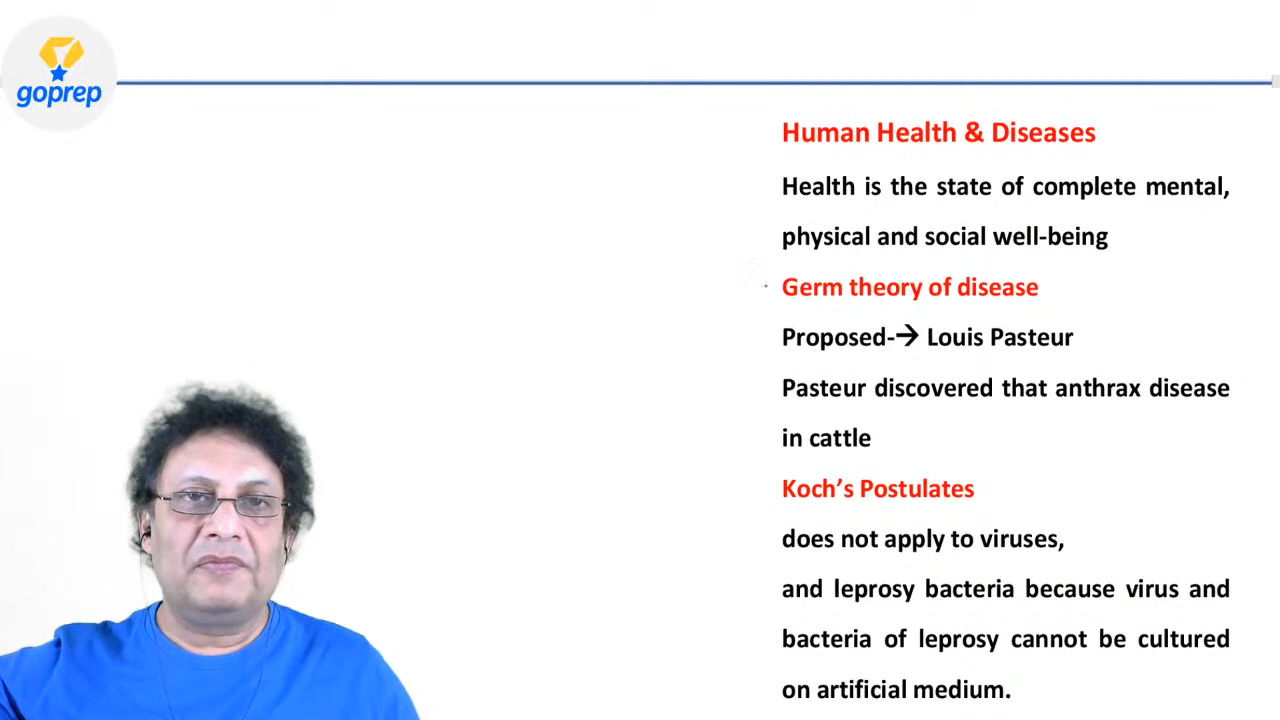 goprep
Human Health & Diseases
Health is the state of complete mental,
physical and social well-being
Germ theory of disease
Proposed-→ Louis Pasteur
Pasteur discovered that anthrax disease
in cattle
Koch’s Postulates
does not apply to viruses,
and leprosy bacteria because virus and
bacteria of leprosy cannot be cultured
on artificial medium.